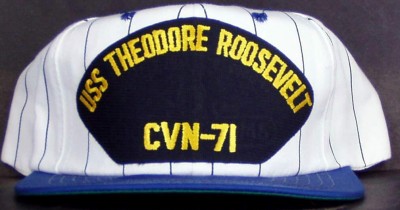 USS THEODORE ROOSEVELT
CVN-71